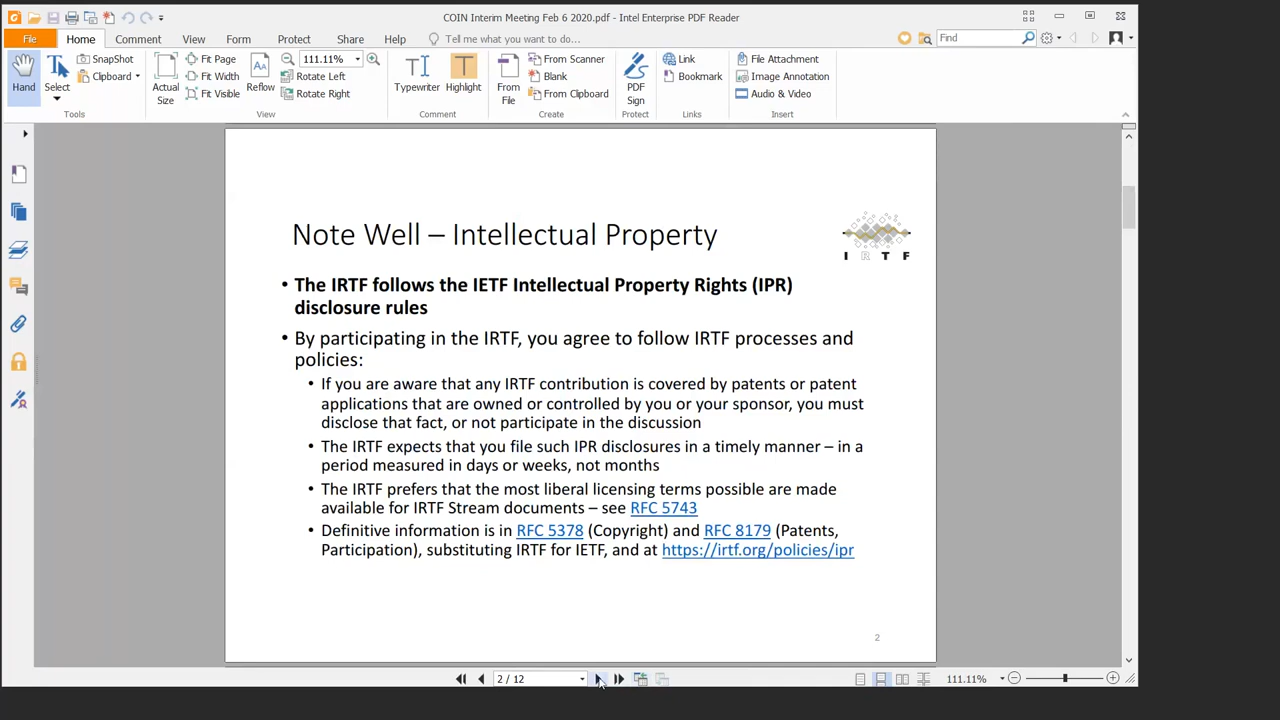 COIN Interim Meeting Feb 6 2020.pdf - Intel Enterprise PDF Reader
File Home Comment View Form Protect Share Help Tell me what you want to do... Find
Hand
Select
SnapShot
Clipboard
Tools
Actual Size
Fit Page
Fit Width
Fit Visible
Reflow
111.11%
Rotate Left
Rotate Right
View
Typewriter
Highlight
Comment
From File
From Scanner
Blank
From Clipboard
Create
PDF Sign
Protect
Link
Bookmark
Links
File Attachment
Image Annotation
Audio & Video
Insert
Note Well – Intellectual Property
I R T F
• The IRTF follows the IETF Intellectual Property Rights (IPR)
disclosure rules
• By participating in the IRTF, you agree to follow IRTF processes and
policies:
• If you are aware that any IRTF contribution is covered by patents or patent
applications that are owned or controlled by you or your sponsor, you must
disclose that fact, or not participate in the discussion
• The IRTF expects that you file such IPR disclosures in a timely manner – in a
period measured in days or weeks, not months
• The IRTF prefers that the most liberal licensing terms possible are made
available for IRTF Stream documents – see RFC 5743
• Definitive information is in RFC 5378 (Copyright) and RFC 8179 (Patents,
Participation), substituting IRTF for IETF, and at https://irtf.org/policies/ipr
2
2 / 12
111.11%